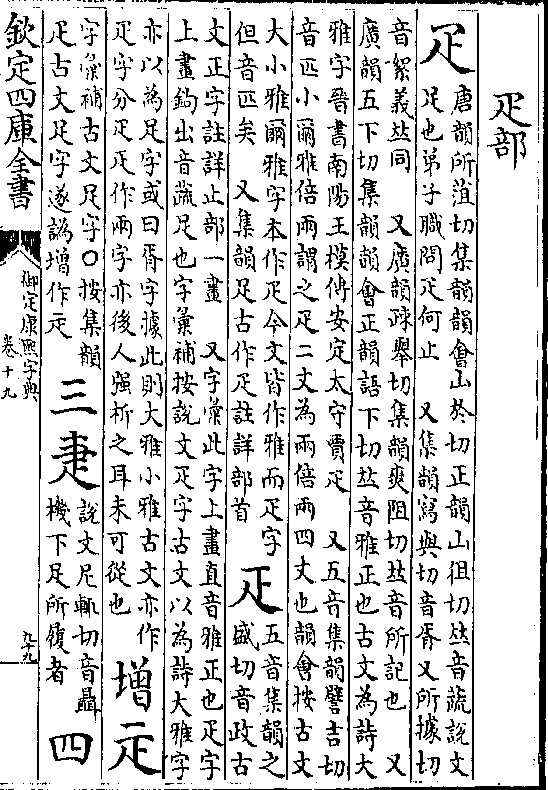 疋部
疋
唐韻所葅切集韻韻會山於切正韻山徂切𠀤音蔬說文
足也弟子職問疋何止　又集韻寫與切音胥又所據切
音絮義𠀤同　又廣韻疎舉切集韻爽阻切𠀤音所記也　又
廣韻五下切集韻韻會正韻語下切𠀤音雅正也古文為詩大
雅字晉書南陽王模傳安定太守賈疋　又五音集韻譬吉切
音匹小爾雅倍兩謂之疋二丈為兩倍兩四丈也韻會按古文
大小雅爾雅字本作疋今文皆作雅而疋字
但音匹矣　又集韻足古作疋註詳部首
𤴓
五音集韻之
盛切音政古
文正字註詳止部一畫　又字彙此字上畫直音雅正也疋字
上畫鉤出音蔬足也字彙補按說文疋字古文以為詩大雅字
亦以為足字或曰胥字據此則大雅小雅古文亦作
疋字分疋𤴓作兩字亦後人強析之耳未可從也
增𤴔
字彙補古文足字○按集韻
疋古文足字遂譌增作𤴔
三
疌
說文尼輒切音聶
機下足所履者
四
欽定四庫全書
御定康熙字典
卷十九
九十九